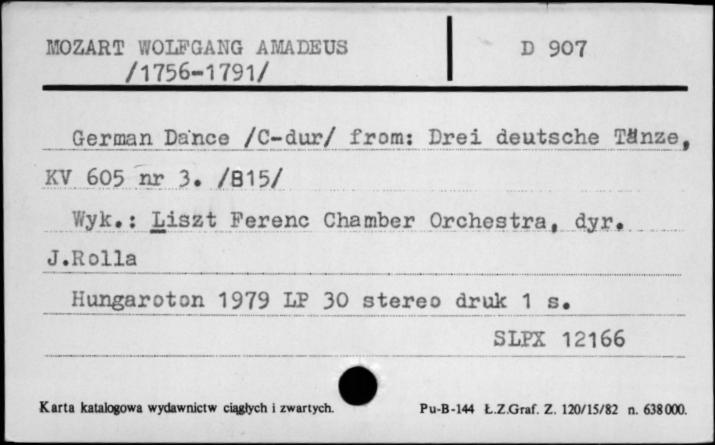 MOZART WOLFGANG AMADEUS D 907
/1756-1791/
German Dance /C-dur/ from: Drei deutsche Tänze,
KV 605 nr 3. /B15/
Wyk.: Liszt Ferenc Chamber Orchestra, dyr.
J.Rolla
Hungaroton 1979 LP 30 stereo druk 1 s.
SLPX 12166
Karta katalogowa wydawnictw ciągłych i zwartych. Pu-B-144 Ł.Z.Graf. Z. 120/15/82 n. 638000.